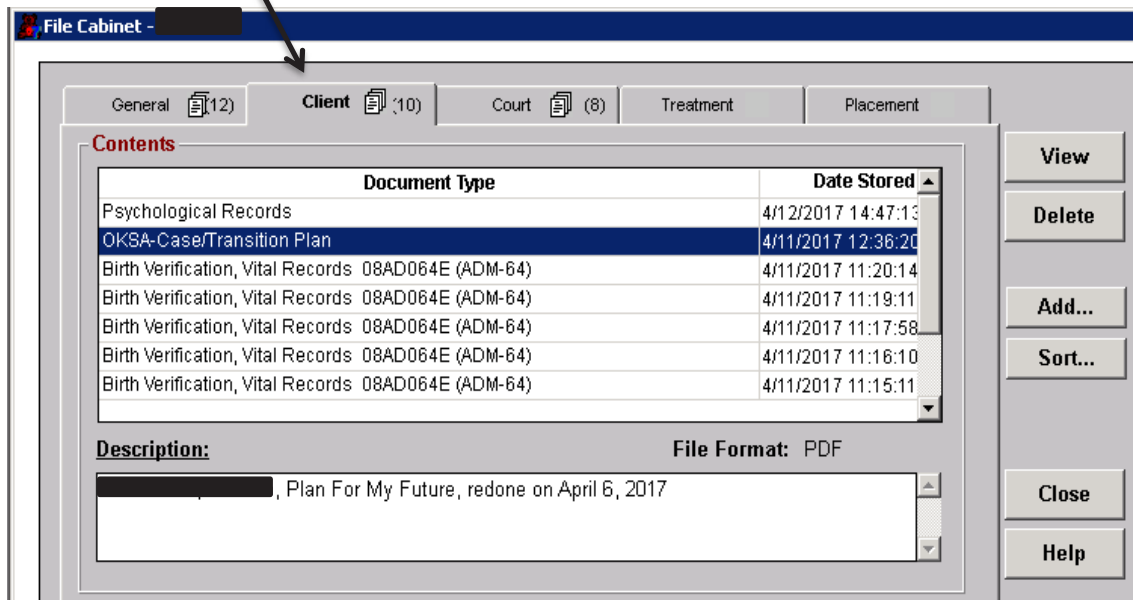 File Cabinet -
General (12) Client (10) Court (8) Treatment Placement
Contents
Document Type Date Stored
Psychological Records 4/12/2017 14:47:13
OKSA-Case/Transition Plan 4/11/2017 12:36:20
Birth Verification, Vital Records 08AD064E (ADM-64) 4/11/2017 11:20:14
Birth Verification, Vital Records 08AD064E (ADM-64) 4/11/2017 11:19:11
Birth Verification, Vital Records 08AD064E (ADM-64) 4/11/2017 11:17:58
Birth Verification, Vital Records 08AD064E (ADM-64) 4/11/2017 11:16:10
Birth Verification, Vital Records 08AD064E (ADM-64) 4/11/2017 11:15:11
Description: File Format: PDF
, Plan For My Future, redone on April 6, 2017
View
Delete
Add...
Sort...
Close
Help